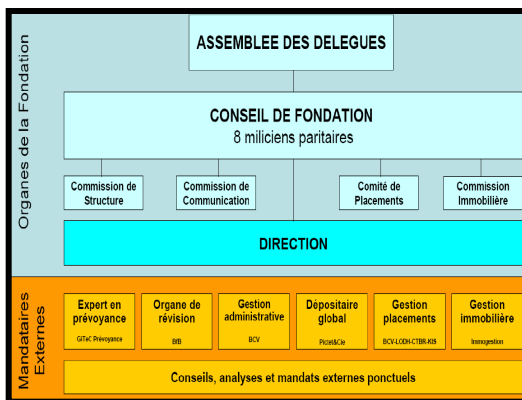 Organes de la Fondation
ASSEMBLEE DES DELEGUES
CONSEIL DE FONDATION
8 miliciens paritaires
Commission de
Structure
Commission de
Communication
Comité de
Placements
Commission
Immobilière
DIRECTION
Mandataires
Externes
Expert en
prévoyance
GiTeC Prévoyance
Organe de
révision
BfB
Gestion
administrative
BCV
Dépositaire
global
Pictet&Cie
Gestion
placements
BCV-LODH-CTBR-KIS
Gestion
immobilière
Immogestion
Conseils, analyses et mandats externes ponctuels